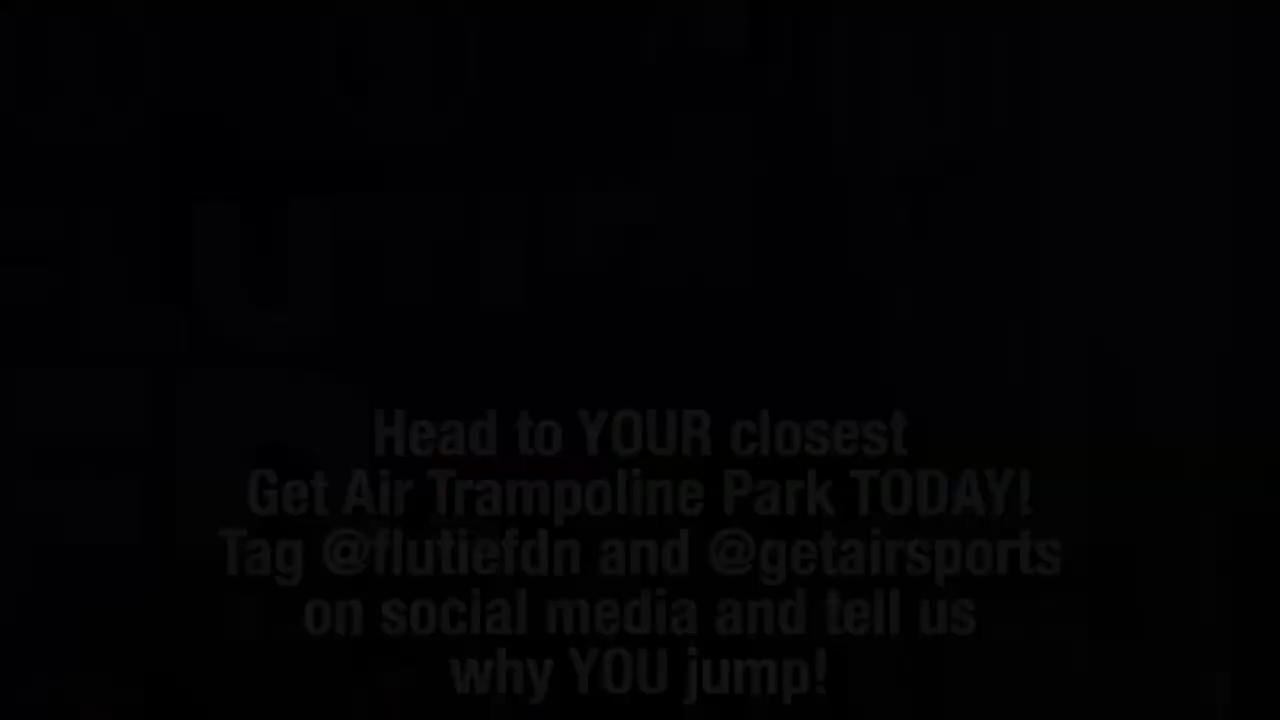 Head to YOUR closest
Get Air Trampoline Park TODAY!
Tag @flutiefdn and @getairsports
on social media and tell us
why YOU jump!